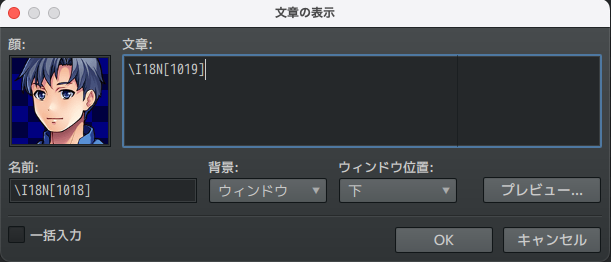 文章の表示
顔:
文章:
\I18N[1019]
名前:
背景:
ウィンドウ位置:
\I18N[1018]
ウィンドウ
下
プレビュー...
一括入力
OK
キャンセル